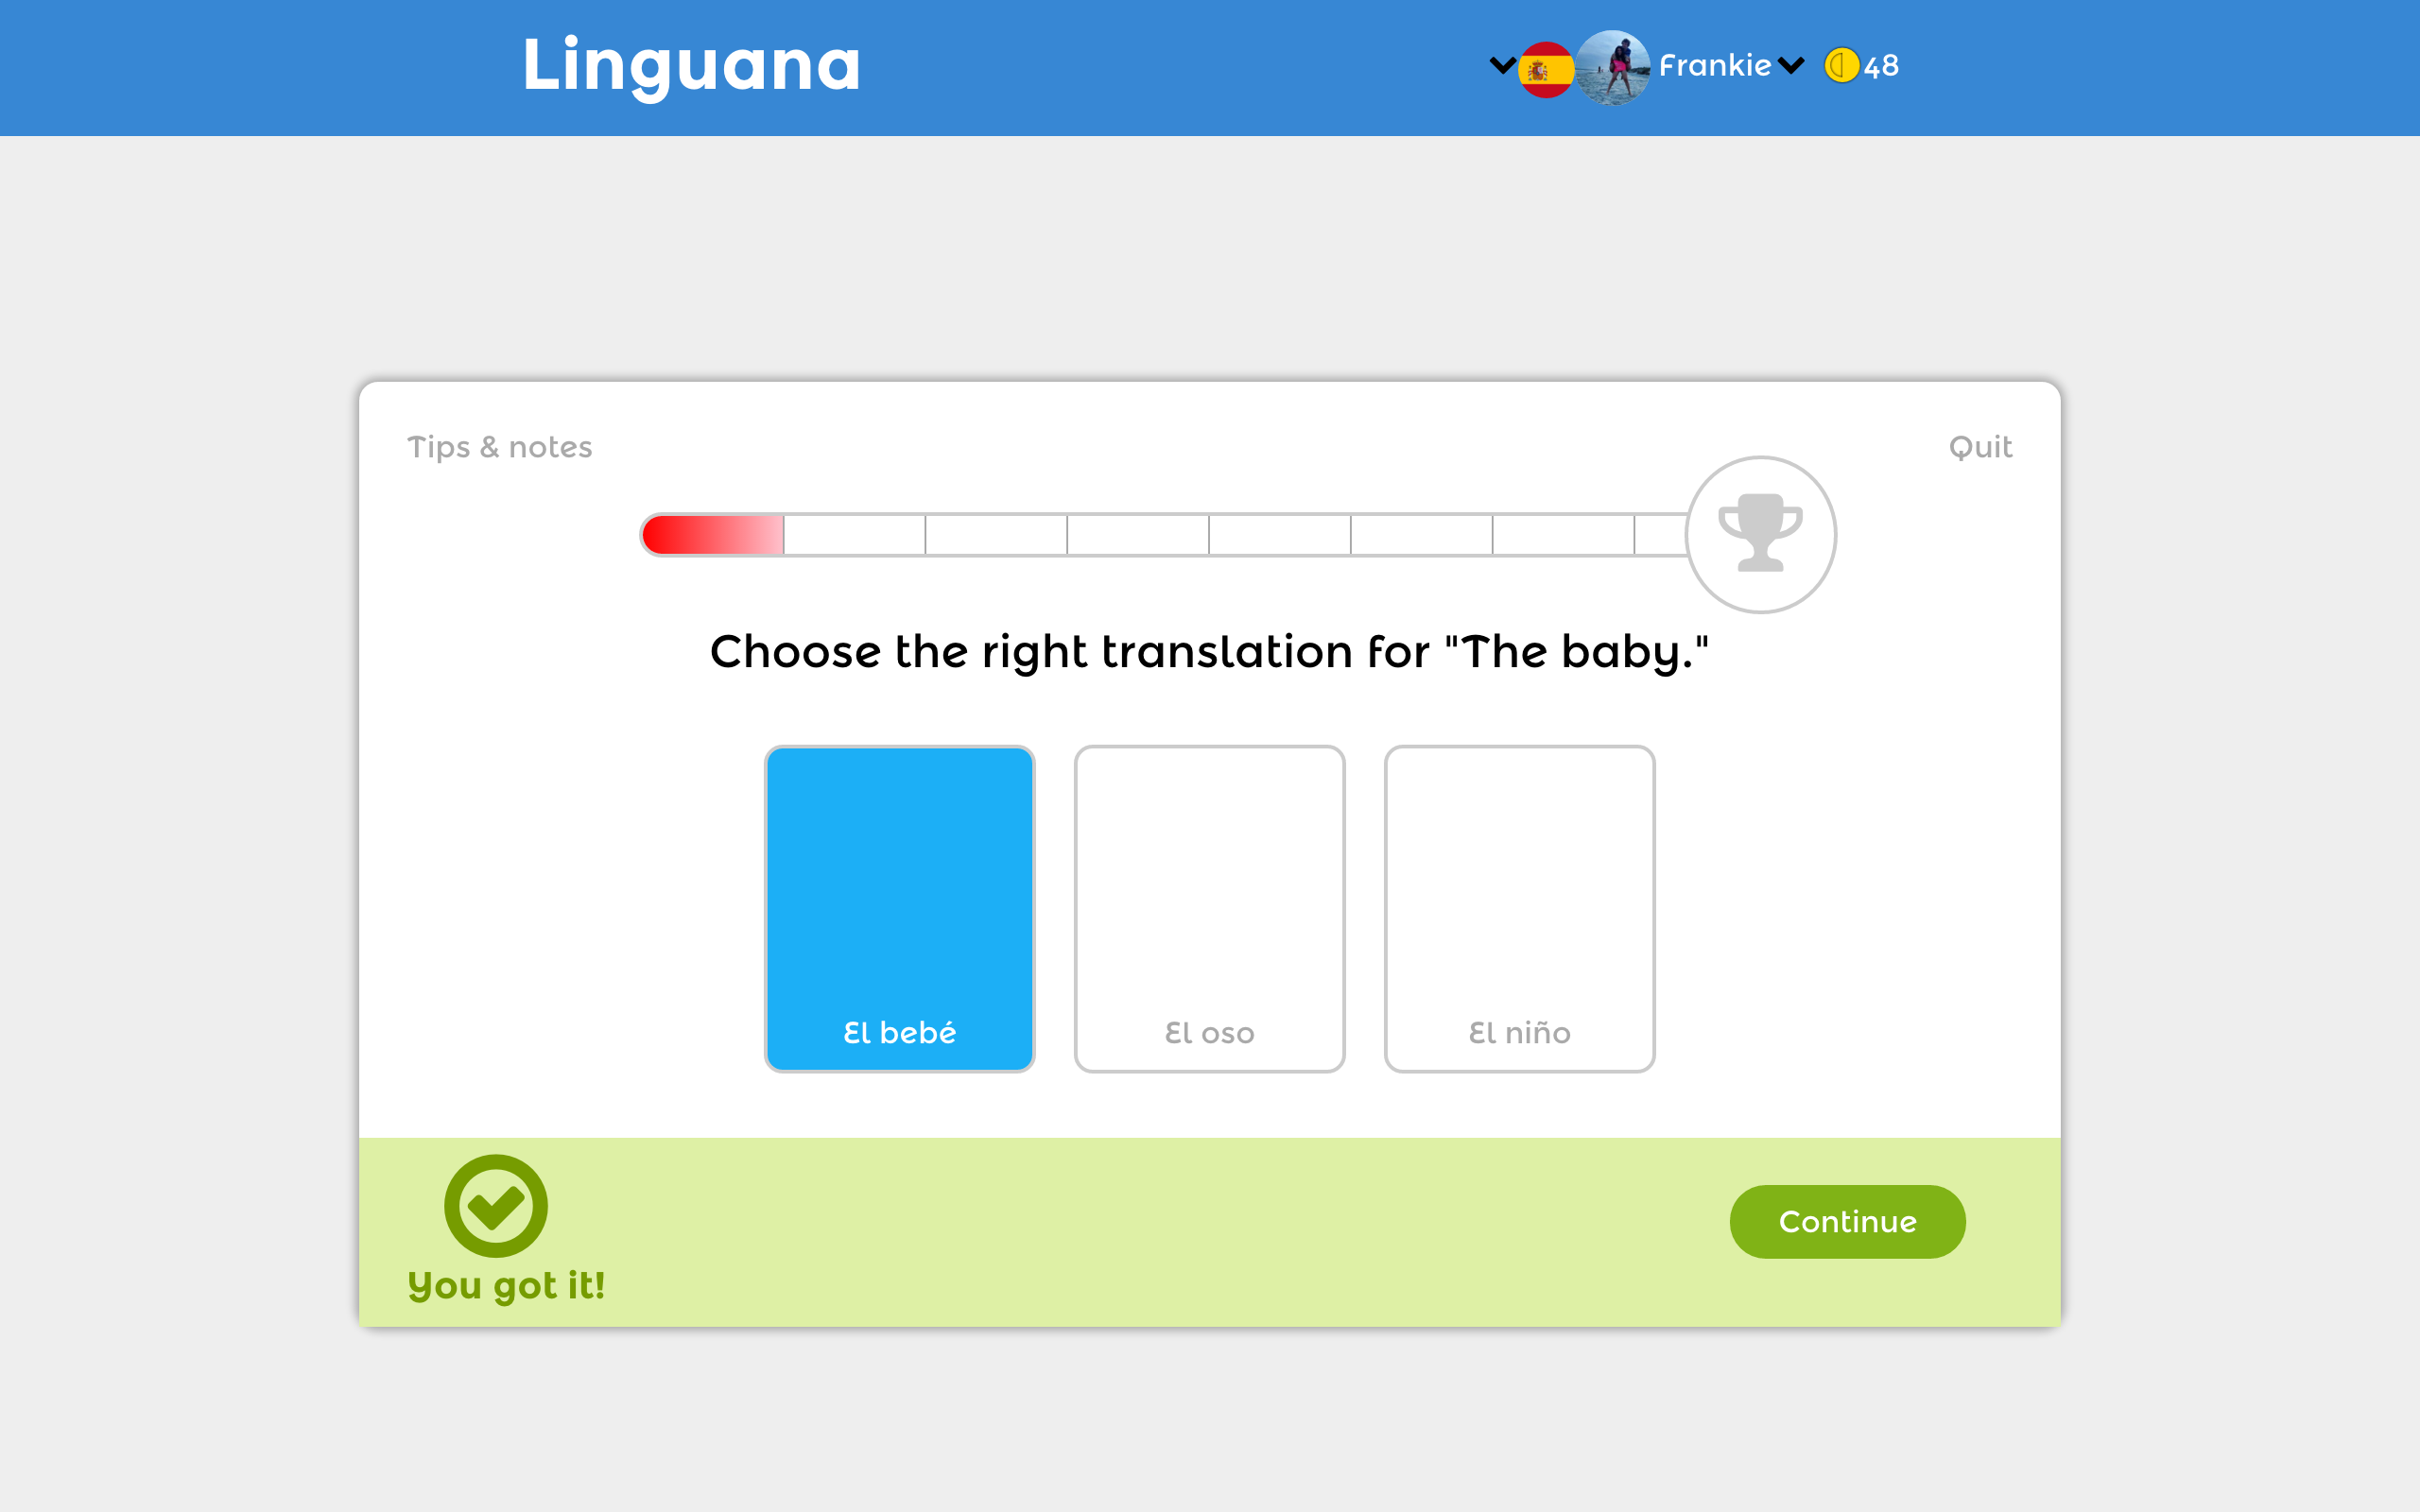 Linguana
Frankie 48
Tips & notes
Quit
Choose the right translation for "The baby."
El bebé
El oso
El niño
You got it!
Continue